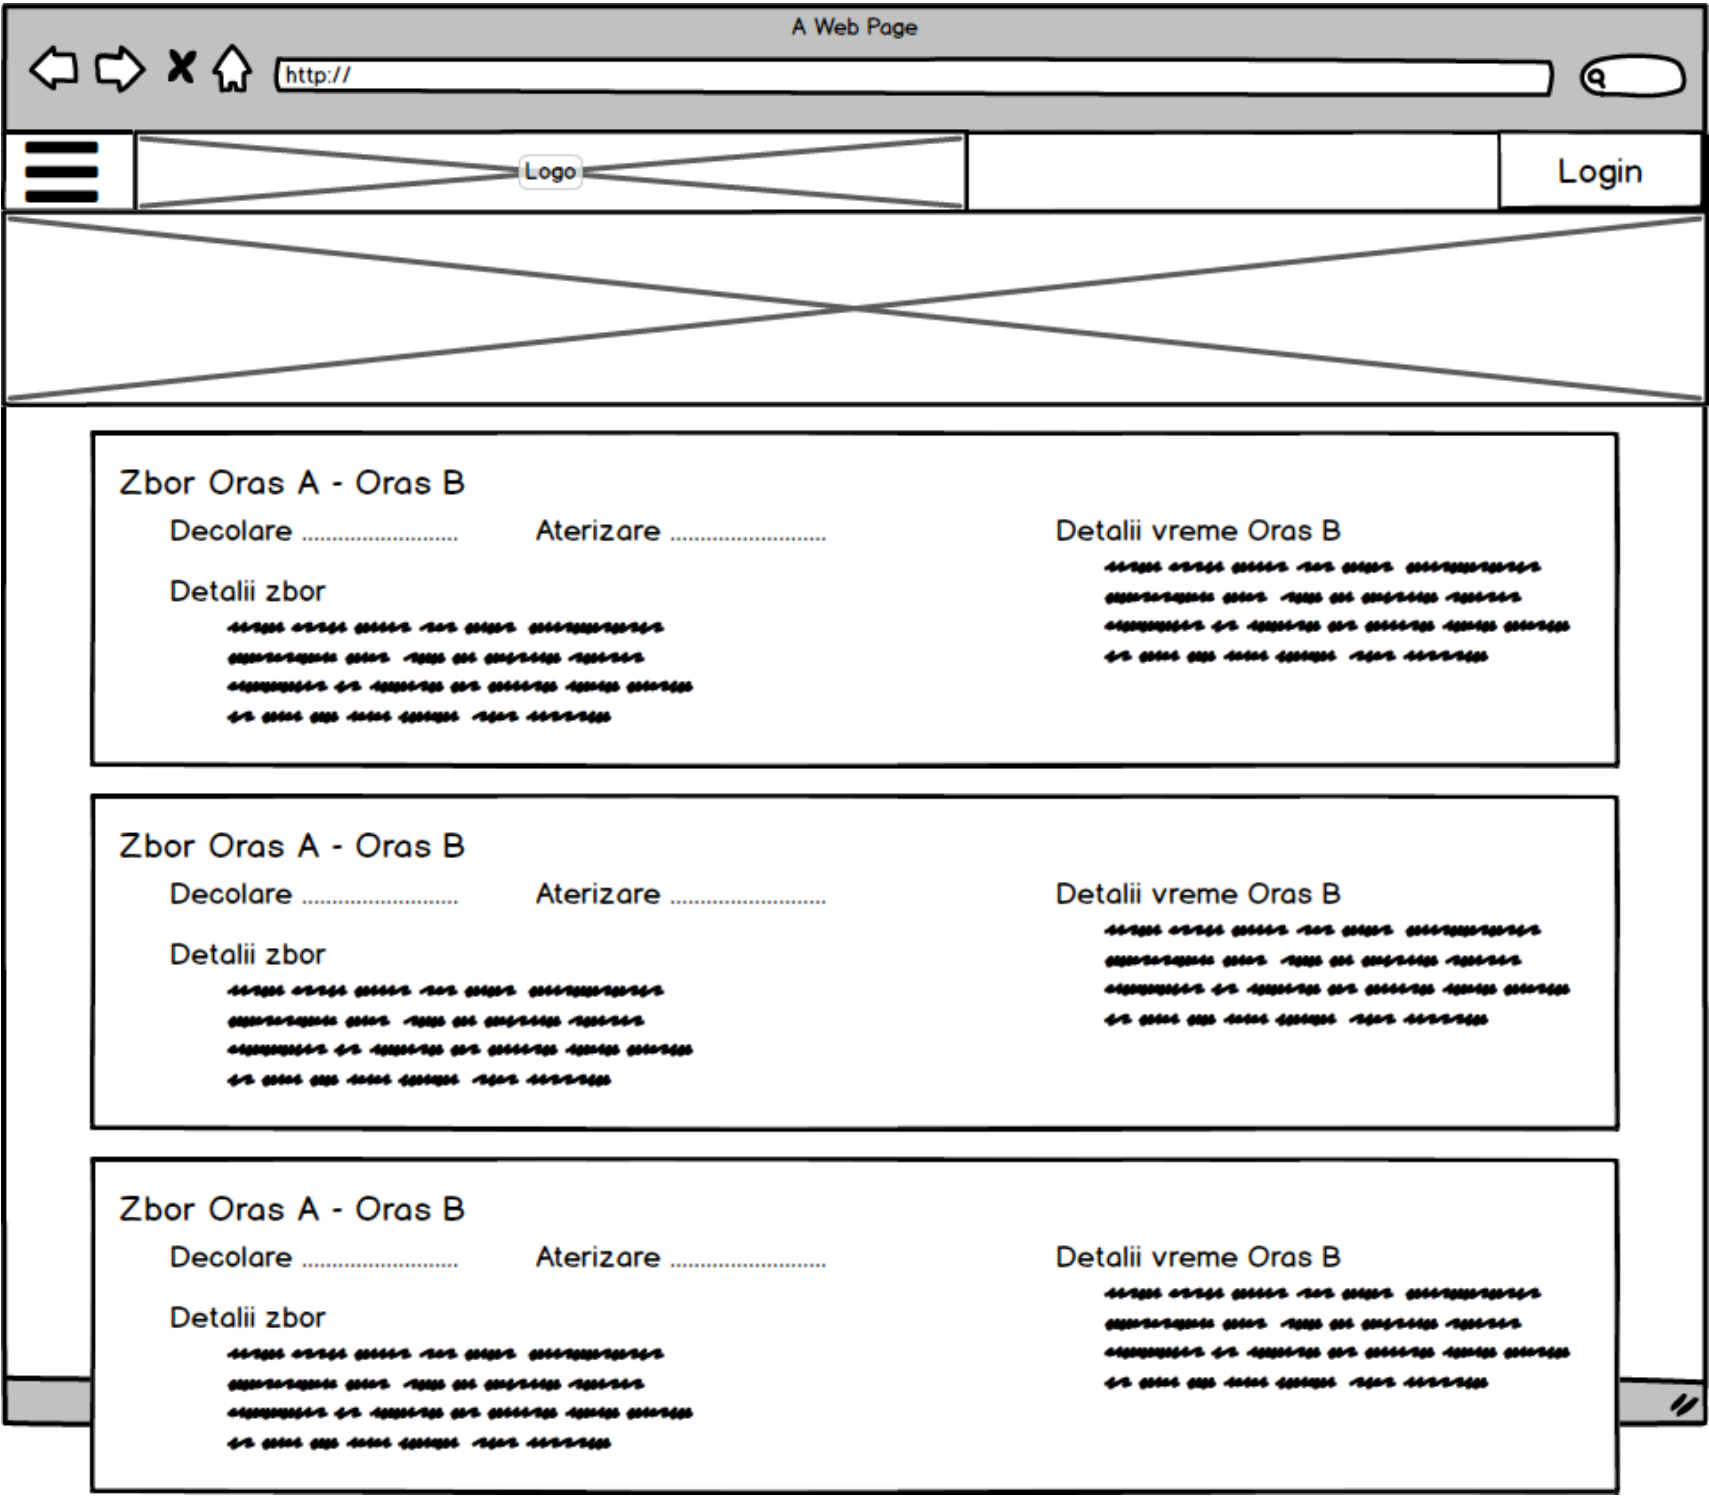 A Web Page
http://
Logo
Login
Zbor Oras A - Oras B
Decolare ..........................
Aterizare ..........................
Detalii vreme Oras B
Detalii zbor
Zbor Oras A - Oras B
Decolare ..........................
Aterizare ..........................
Detalii vreme Oras B
Detalii zbor
Zbor Oras A - Oras B
Decolare ..........................
Aterizare ..........................
Detalii vreme Oras B
Detalii zbor